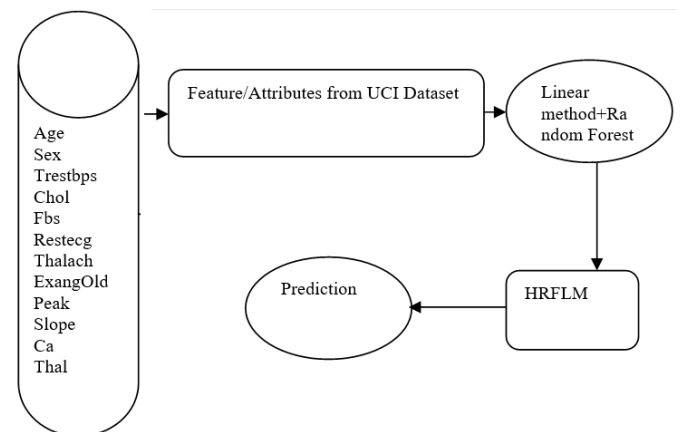 Age
Sex
Trestbps
Chol
Fbs
Restecg
Thalach
ExangOld
Peak
Slope
Ca
Thal
Feature/Attributes from UCI Dataset
Linear
method+Ra
ndom Forest
HRFLM
Prediction